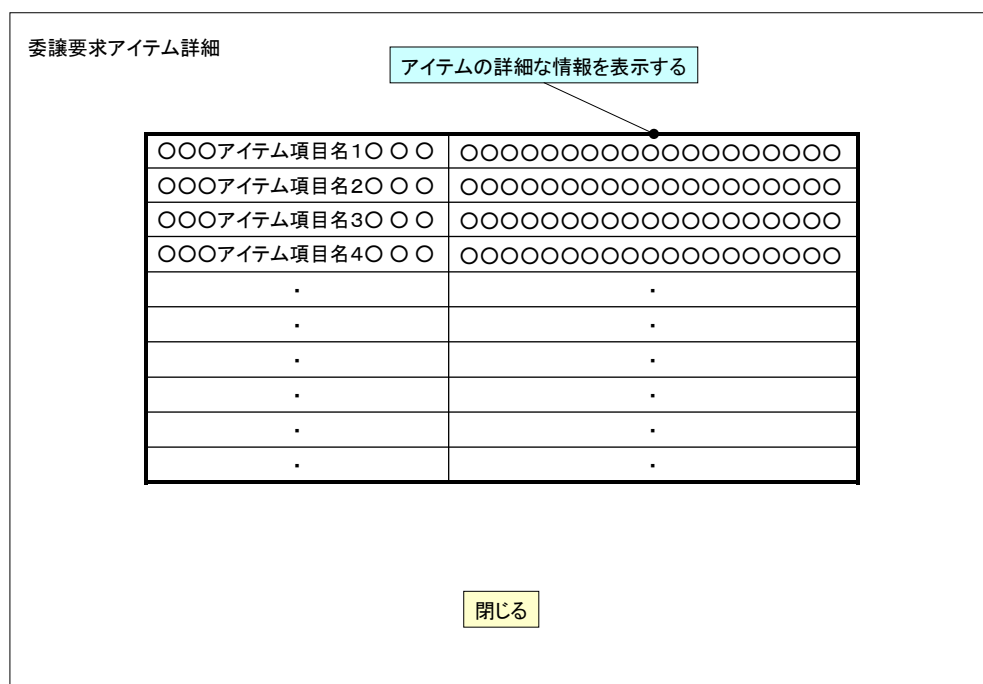 委譲要求アイテム詳細
アイテムの詳細な情報を表示する
○○○アイテム項目名1○ ○ ○ ○○○○○○○○○○○○○○○○○○○
○○○アイテム項目名2○ ○ ○ ○○○○○○○○○○○○○○○○○○○
○○○アイテム項目名3○ ○ ○ ○○○○○○○○○○○○○○○○○○○
○○○アイテム項目名4○ ○ ○ ○○○○○○○○○○○○○○○○○○○
・ ・
・ ・
・ ・
・ ・
・ ・
・ ・
閉じる